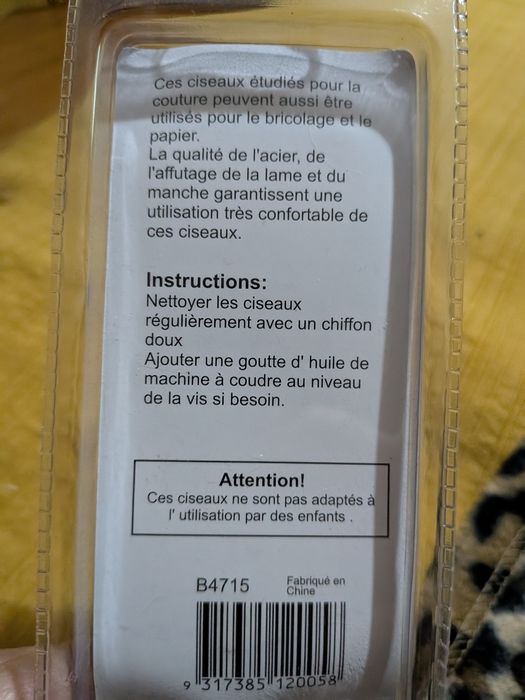 Ces ciseaux étudiés pour la
couture peuvent aussi être
utilisés pour le bricolage et le
papier.
La qualité de l'acier, de
l'affutage de la lame et du
manche garantissent une
utilisation très confortable de
ces ciseaux.
Instructions:
Nettoyer les ciseaux
régulièrement avec un chiffon
doux
Ajouter une goutte d' huile de
machine à coudre au niveau
de la vis si besoin.
Attention!
Ces ciseaux ne sont pas adaptés à
l' utilisation par des enfants .
B4715
Fabriqué en
Chine
9 317385 120058